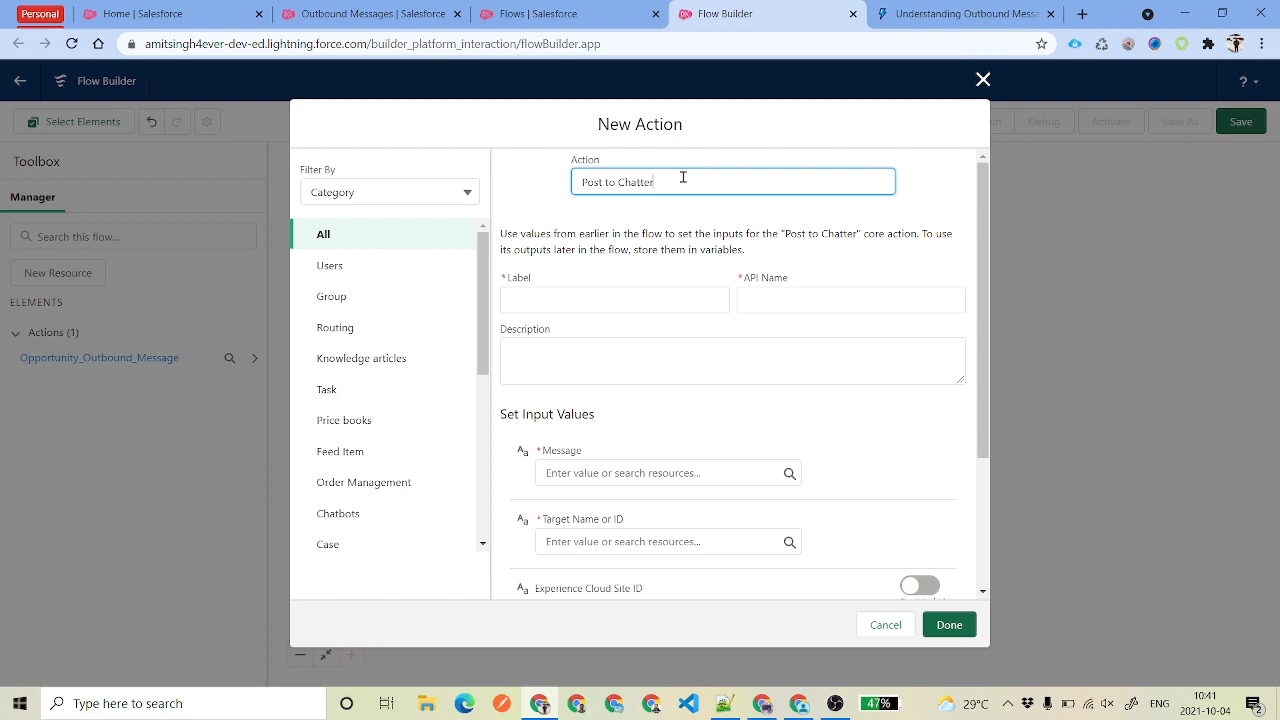 Personal
Home | Salesforce
Outbound Messages | Salesforce
Flows | Salesforce
Flow Builder
Understanding Outbound Messa
amitsingh4ever-dev-ed.lightning.force.com/builder_platform_interaction/flowBuilder.app
Flow Builder
?
Select Elements
Debug
Activate
Save As
Save
New Action
Toolbox
Manager
Search this flow...
New Resource
ELEMENTS
Actions (1)
Opportunity_Outbound_Message
Filter By
Category
All
Users
Group
Routing
Knowledge articles
Task
Price books
Feed Item
Order Management
Chatbots
Case
Action
Post to Chatter
Use values from earlier in the flow to set the inputs for the "Post to Chatter" core action. To use
its outputs later in the flow, store them in variables.
*Label
*API Name
Description
Set Input Values
Aa *Message
Enter value or search resources...
Aa *Target Name or ID
Enter value or search resources...
Aa Experience Cloud Site ID
Cancel
Done
Type here to search
47%
29°C
ENG
10:41
2021-10-04
2